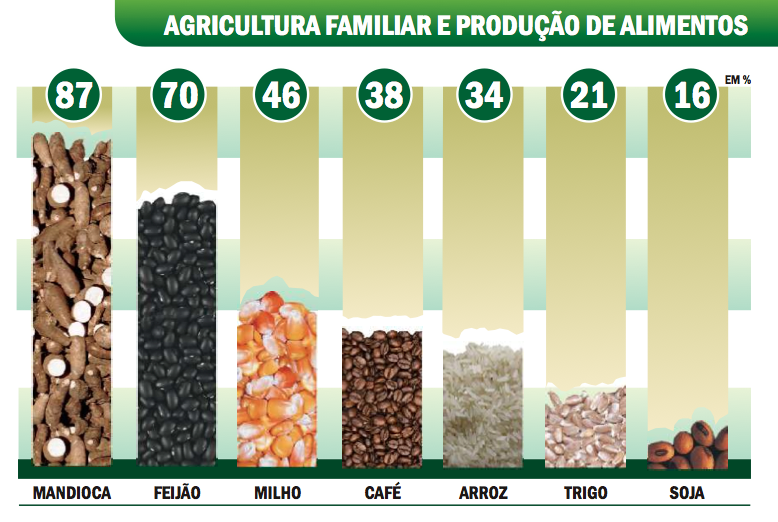 AGRICULTURA FAMILIAR E PRODUÇÃO DE ALIMENTOS
EM %
87 70 46 38 34 21 16
MANDIOCA FEIJÃO MILHO CAFÉ ARROZ TRIGO SOJA